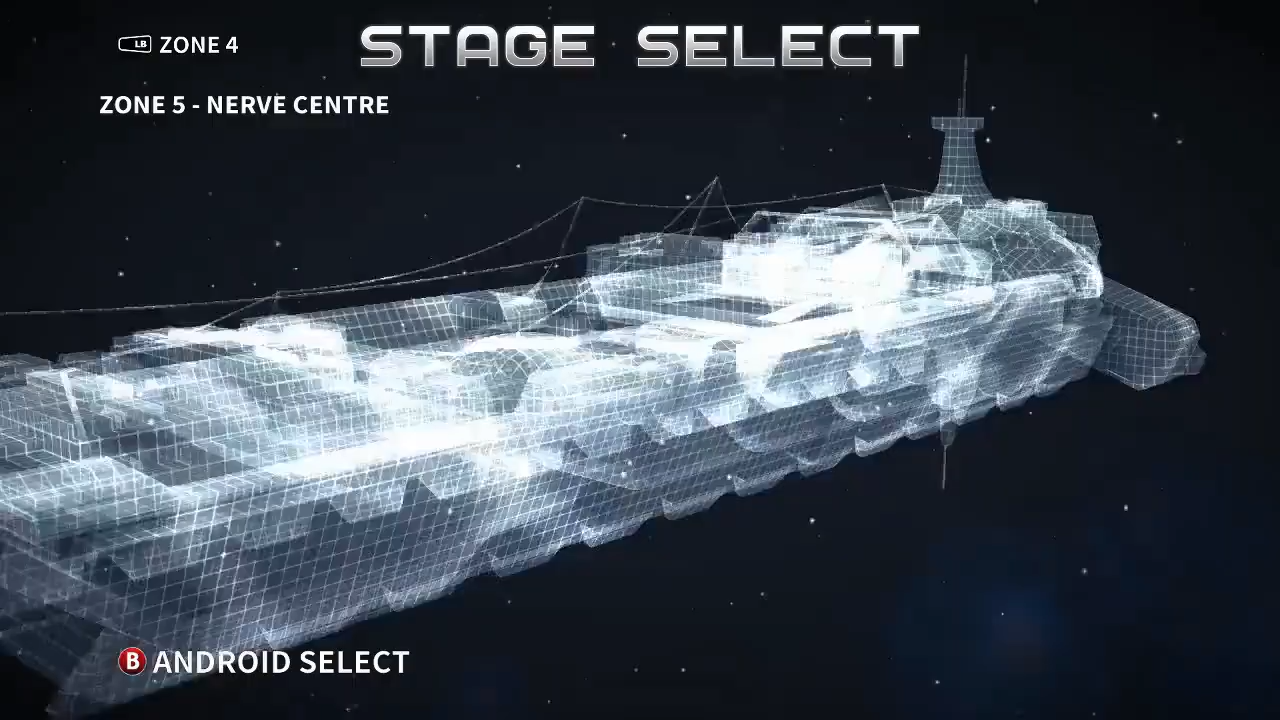 STAGE SELECT
LB ZONE 4
ZONE 5 - NERVE CENTRE
B ANDROID SELECT